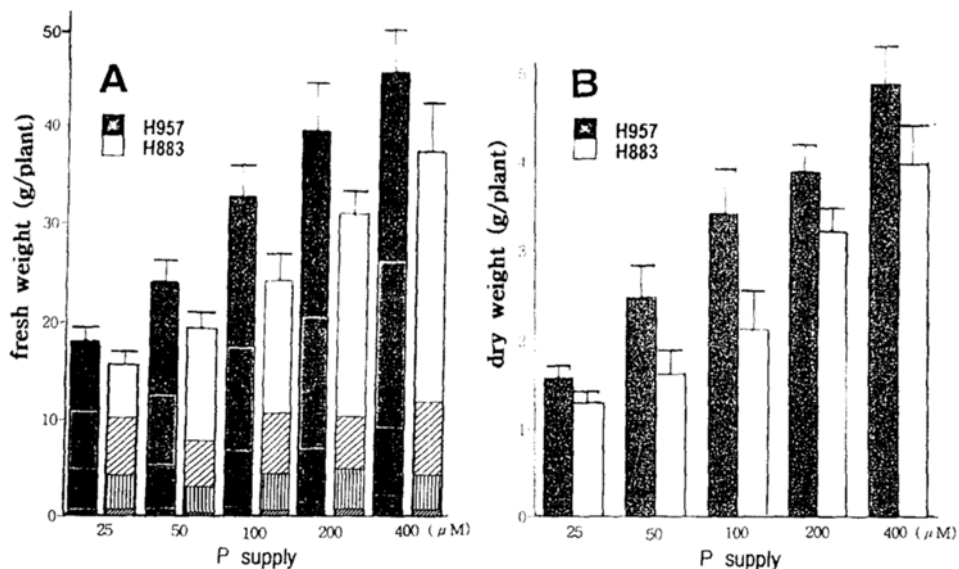 A
H957
H883
fresh weight (g/plant)
50
40
30
20
10
0
25 50 100 200 400 (μM)
P supply
B
H957
H883
dry weight (g/plant)
5
4
3
2
1
0
25 50 100 200 400 (μM)
P supply